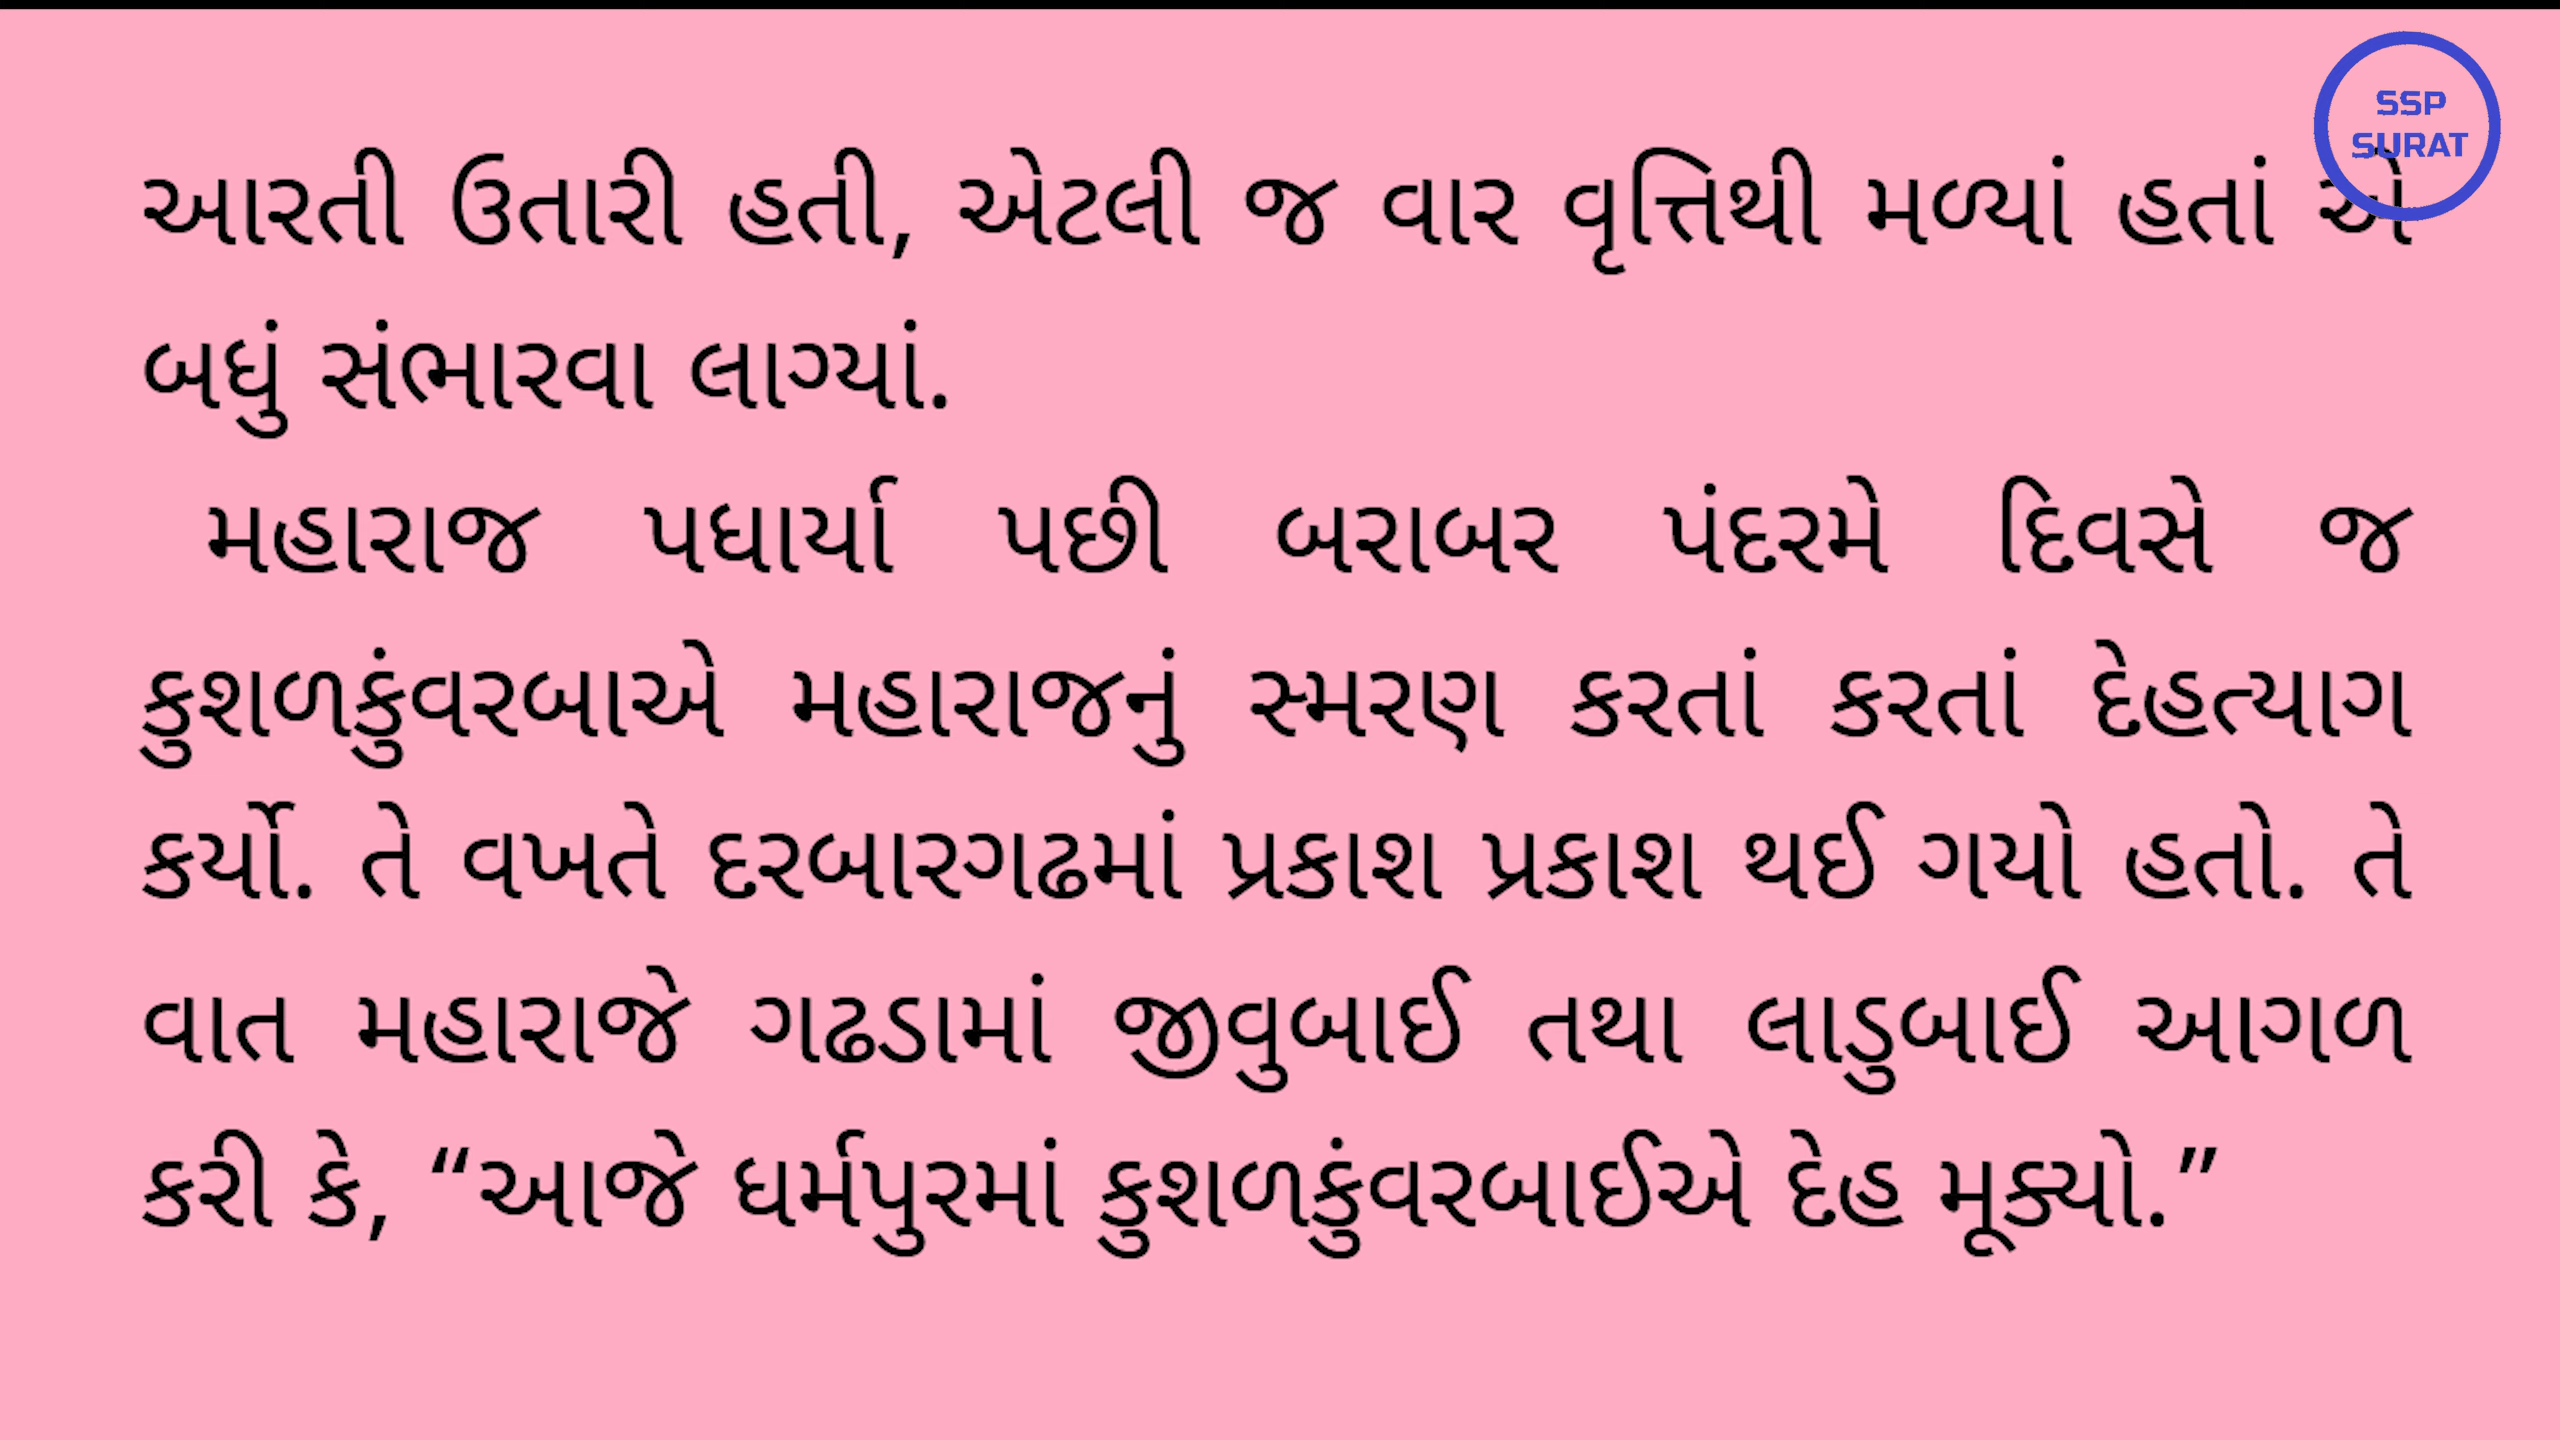 SSP
SURAT
આરતી ઉતારી હતી, એટલી જ વાર વૃત્તિથી મળ્યાં હતાં એ
બધું સંભારવા લાગ્યાં.
મહારાજ પધાર્યા પછી બરાબર પંદરમે દિવસે જ
કુશળકુંવરબાએ મહારાજનું સ્મરણ કરતાં કરતાં દેહત્યાગ
કર્યો. તે વખતે દરબારગઢમાં પ્રકાશ પ્રકાશ થઈ ગયો હતો. તે
વાત મહારાજે ગઢડામાં જીવુબાઈ તથા લાડુબાઈ આગળ
કરી કે, “આજે ધર્મપુરમાં કુશળકુંવરબાઈએ દેહ મૂક્યો.”